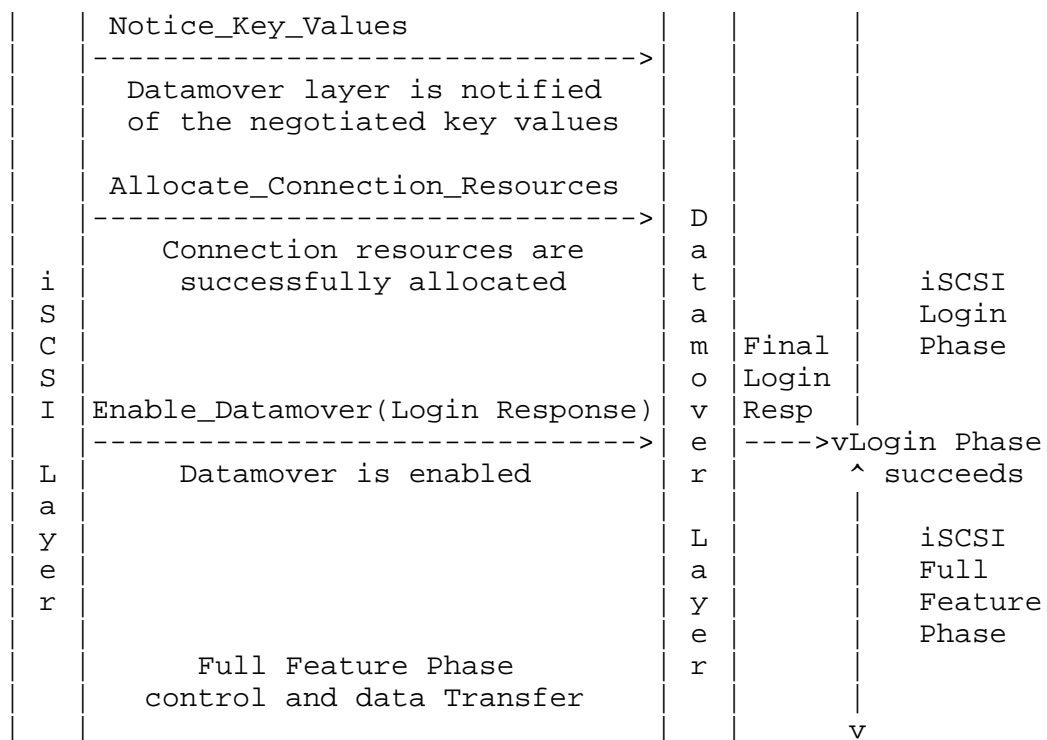 |    | Notice_Key_Values              |   |      |
|    |------------------------------->|   |      |
|    |  Datamover layer is notified   |   |      |
|    |  of the negotiated key values  |   |      |
|    |                                |   |      |
|    | Allocate_Connection_Resources  |   |      |
|    |------------------------------->| D |      |
|    |    Connection resources are    | a |      |
| i  |     successfully allocated     | t |      |   iSCSI
| S  |                                | a |      |   Login
| C  |                                | m |Final |   Phase
| S  |                                | o |Login |
| I  |Enable_Datamover(Login Response)| v |Resp  |
|    |------------------------------->| e |---->vLogin Phase
| L  |     Datamover is enabled       | r |      ^ succeeds
| a  |                                |   |      |
| y  |                                | L |      |   iSCSI
| e  |                                | a |      |   Full
| r  |                                | y |      |   Feature
|    |                                | e |      |   Phase
|    |      Full Feature Phase        | r |      |
|    |   control and data Transfer    |   |      |
|    |                                |   |      v